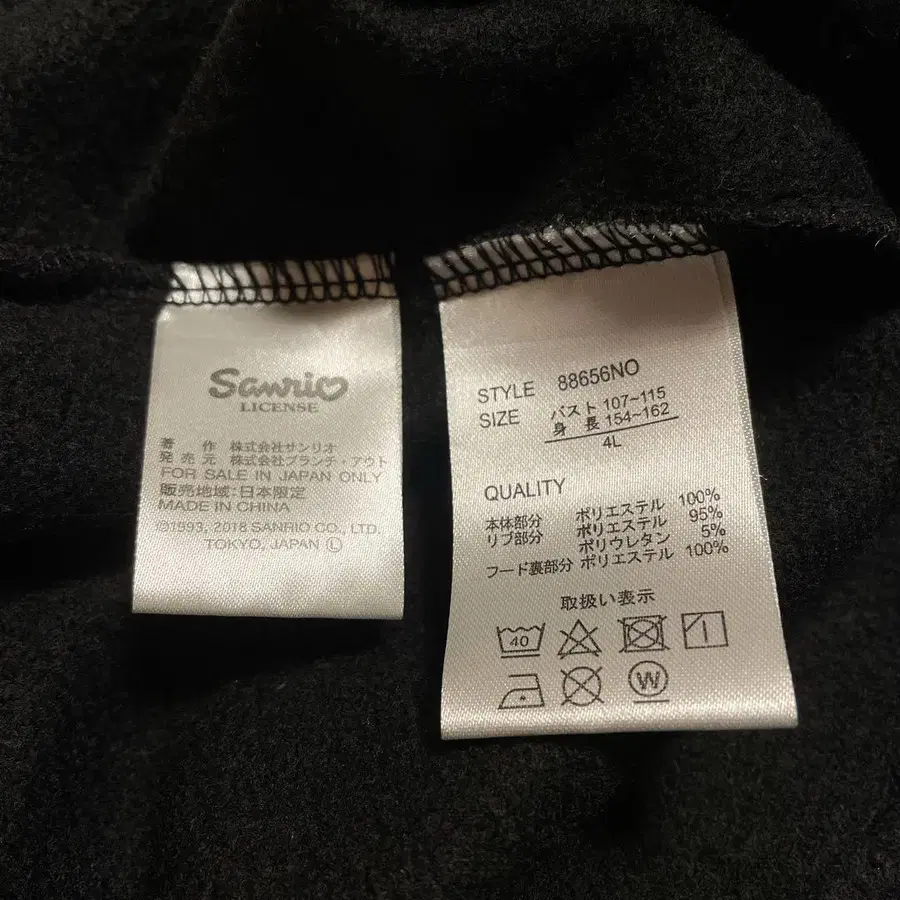 Sanrio
LICENSE
著 作 株式会社サンリオ
発 売 元 株式会社ブランチ・アウト
FOR SALE IN JAPAN ONLY
販売地域:日本限定
MADE IN CHINA
©1993, 2018 SANRIO CO., LTD.
TOKYO, JAPAN Ⓛ
STYLE 88656NO
SIZE バスト 107~115
身 長 154~162
4L
QUALITY
本体部分 ポリエステル 100%
リブ部分 ポリエステル 95%
ポリウレタン 5%
フード裏部分 ポリエステル 100%
取扱い表示
40
W